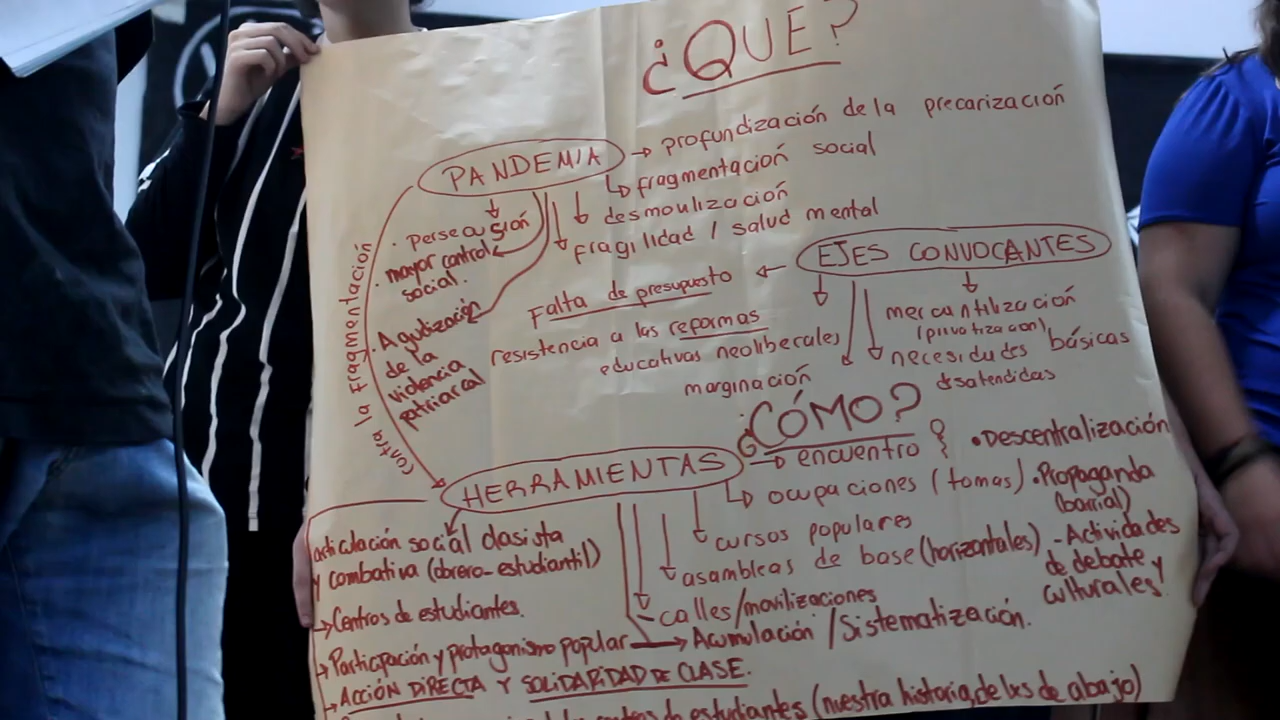 ¿QUE?
PANDEMIA
→ profundización de la precarización
↳ fragmentación social
↓ desmoulización
↓ fragilidad / salud mental
· persecusión
· mayor control
social.
· Agutización
de la
violencia
patriarcal
contra la fragmentación
EJES CONVOCANTES
Falta de presupuesto
resistencia a las reformas
educativas neoliberales
marginación
mercantilización
(privatización)
necesidades básicas
desatendidas
¿CÓMO?
HERRAMIENTAS
→ encuentro
↳ ocupaciones (tomas)
cursos populares
asambleas de base (horizontales)
calles/movilizaciones
→ Acumulación / Sistematización.
• Descentralización
• Propaganda
(barrial)
- Actividades
de debate y
culturales!
articulación social clasista
y combativa (obrero-estudiantil)
→ Centros de estudiantes.
→ Participación y protagonismo popular
→ ACCIÓN DIRECTA Y SOLIDARIDAD DE CLASE.
centros de estudiantes (nuestra historia, de lxs de abajo)